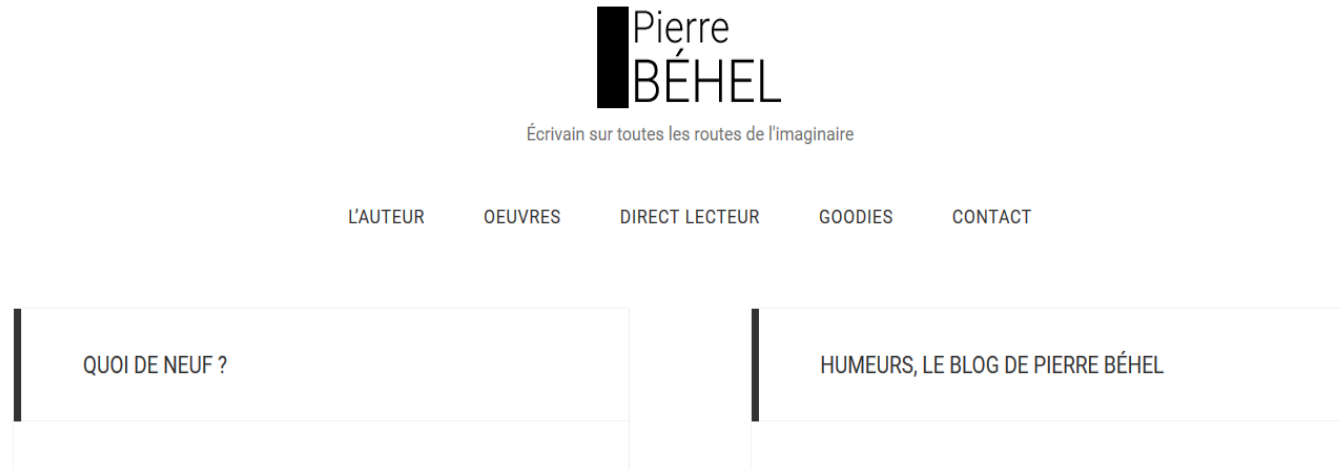 Pierre
BÉHEL
Écrivain sur toutes les routes de l'imaginaire
L'AUTEUR OEUVRES DIRECT LECTEUR GOODIES CONTACT
QUOI DE NEUF ?
HUMEURS, LE BLOG DE PIERRE BÉHEL